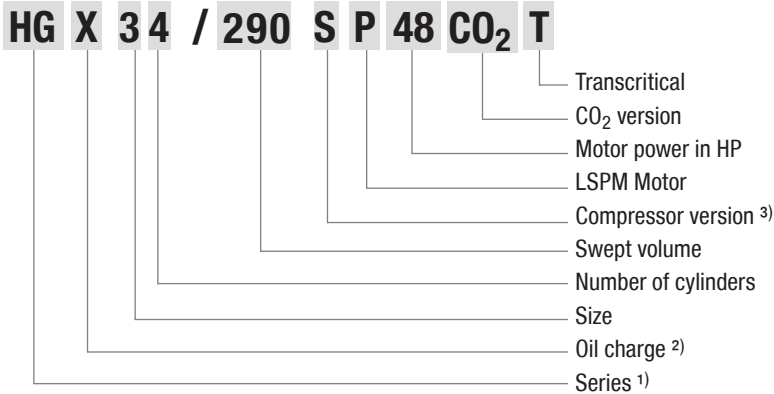 HG X 3 4 / 290 S P 48 CO₂ T
Transcritical
CO₂ version
Motor power in HP
LSPM Motor
Compressor version ³⁾
Swept volume
Number of cylinders
Size
Oil charge ²⁾
Series ¹⁾